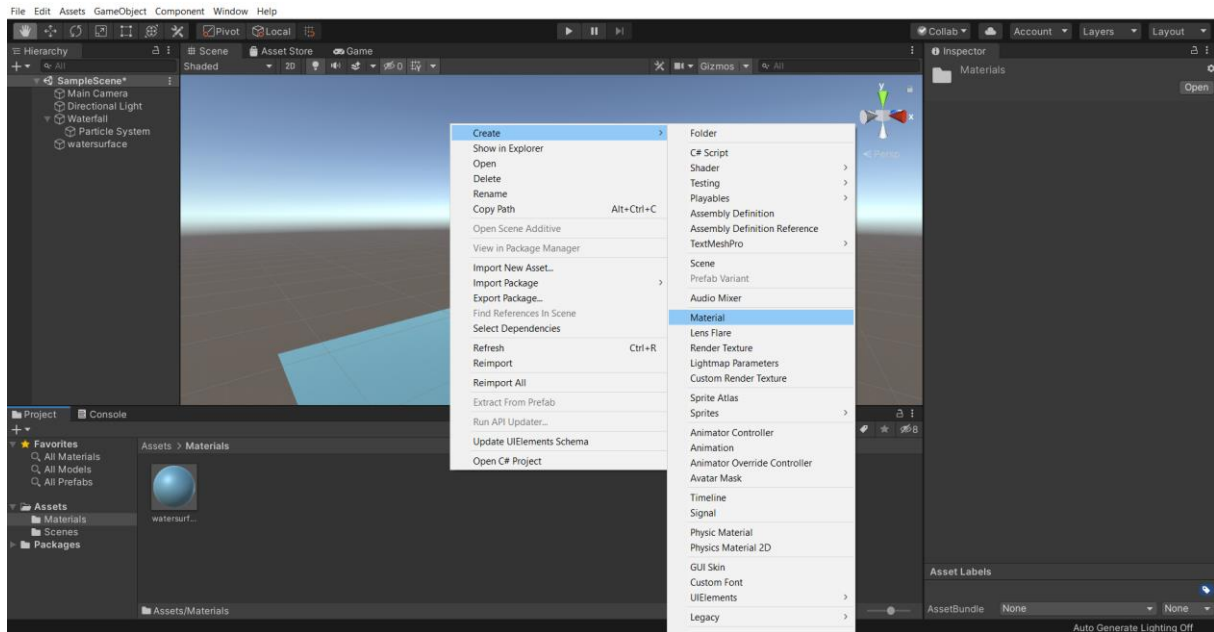 File Edit Assets GameObject Component Window Help
Pivot Local Collab Account Layers Layout
Hierarchy
Scene Asset Store Game
Inspector
All
Shaded 2D 0 Gizmos All
SampleScene*
Main Camera
Directional Light
Waterfall
Particle System
watersurface
Materials
Open
Y
x
Persp
Create
Show in Explorer
Open
Delete
Rename
Copy Path Alt+Ctrl+C
Open Scene Additive
View in Package Manager
Import New Asset...
Import Package
Export Package...
Find References In Scene
Select Dependencies
Refresh Ctrl+R
Reimport
Reimport All
Extract From Prefab
Run API Updater...
Update UIElements Schema
Open C# Project
Folder
C# Script
Shader
Testing
Playables
Assembly Definition
Assembly Definition Reference
TextMeshPro
Scene
Prefab Variant
Audio Mixer
Material
Lens Flare
Render Texture
Lightmap Parameters
Custom Render Texture
Sprite Atlas
Sprites
Animator Controller
Animation
Animator Override Controller
Avatar Mask
Timeline
Signal
Physic Material
Physics Material 2D
GUI Skin
Custom Font
UIElements
Legacy
Project Console
8
Favorites
All Materials
All Models
All Prefabs
Assets
Materials
Scenes
Packages
Assets > Materials
watersurf...
Assets/Materials
Asset Labels
AssetBundle None None
Auto Generate Lighting Off